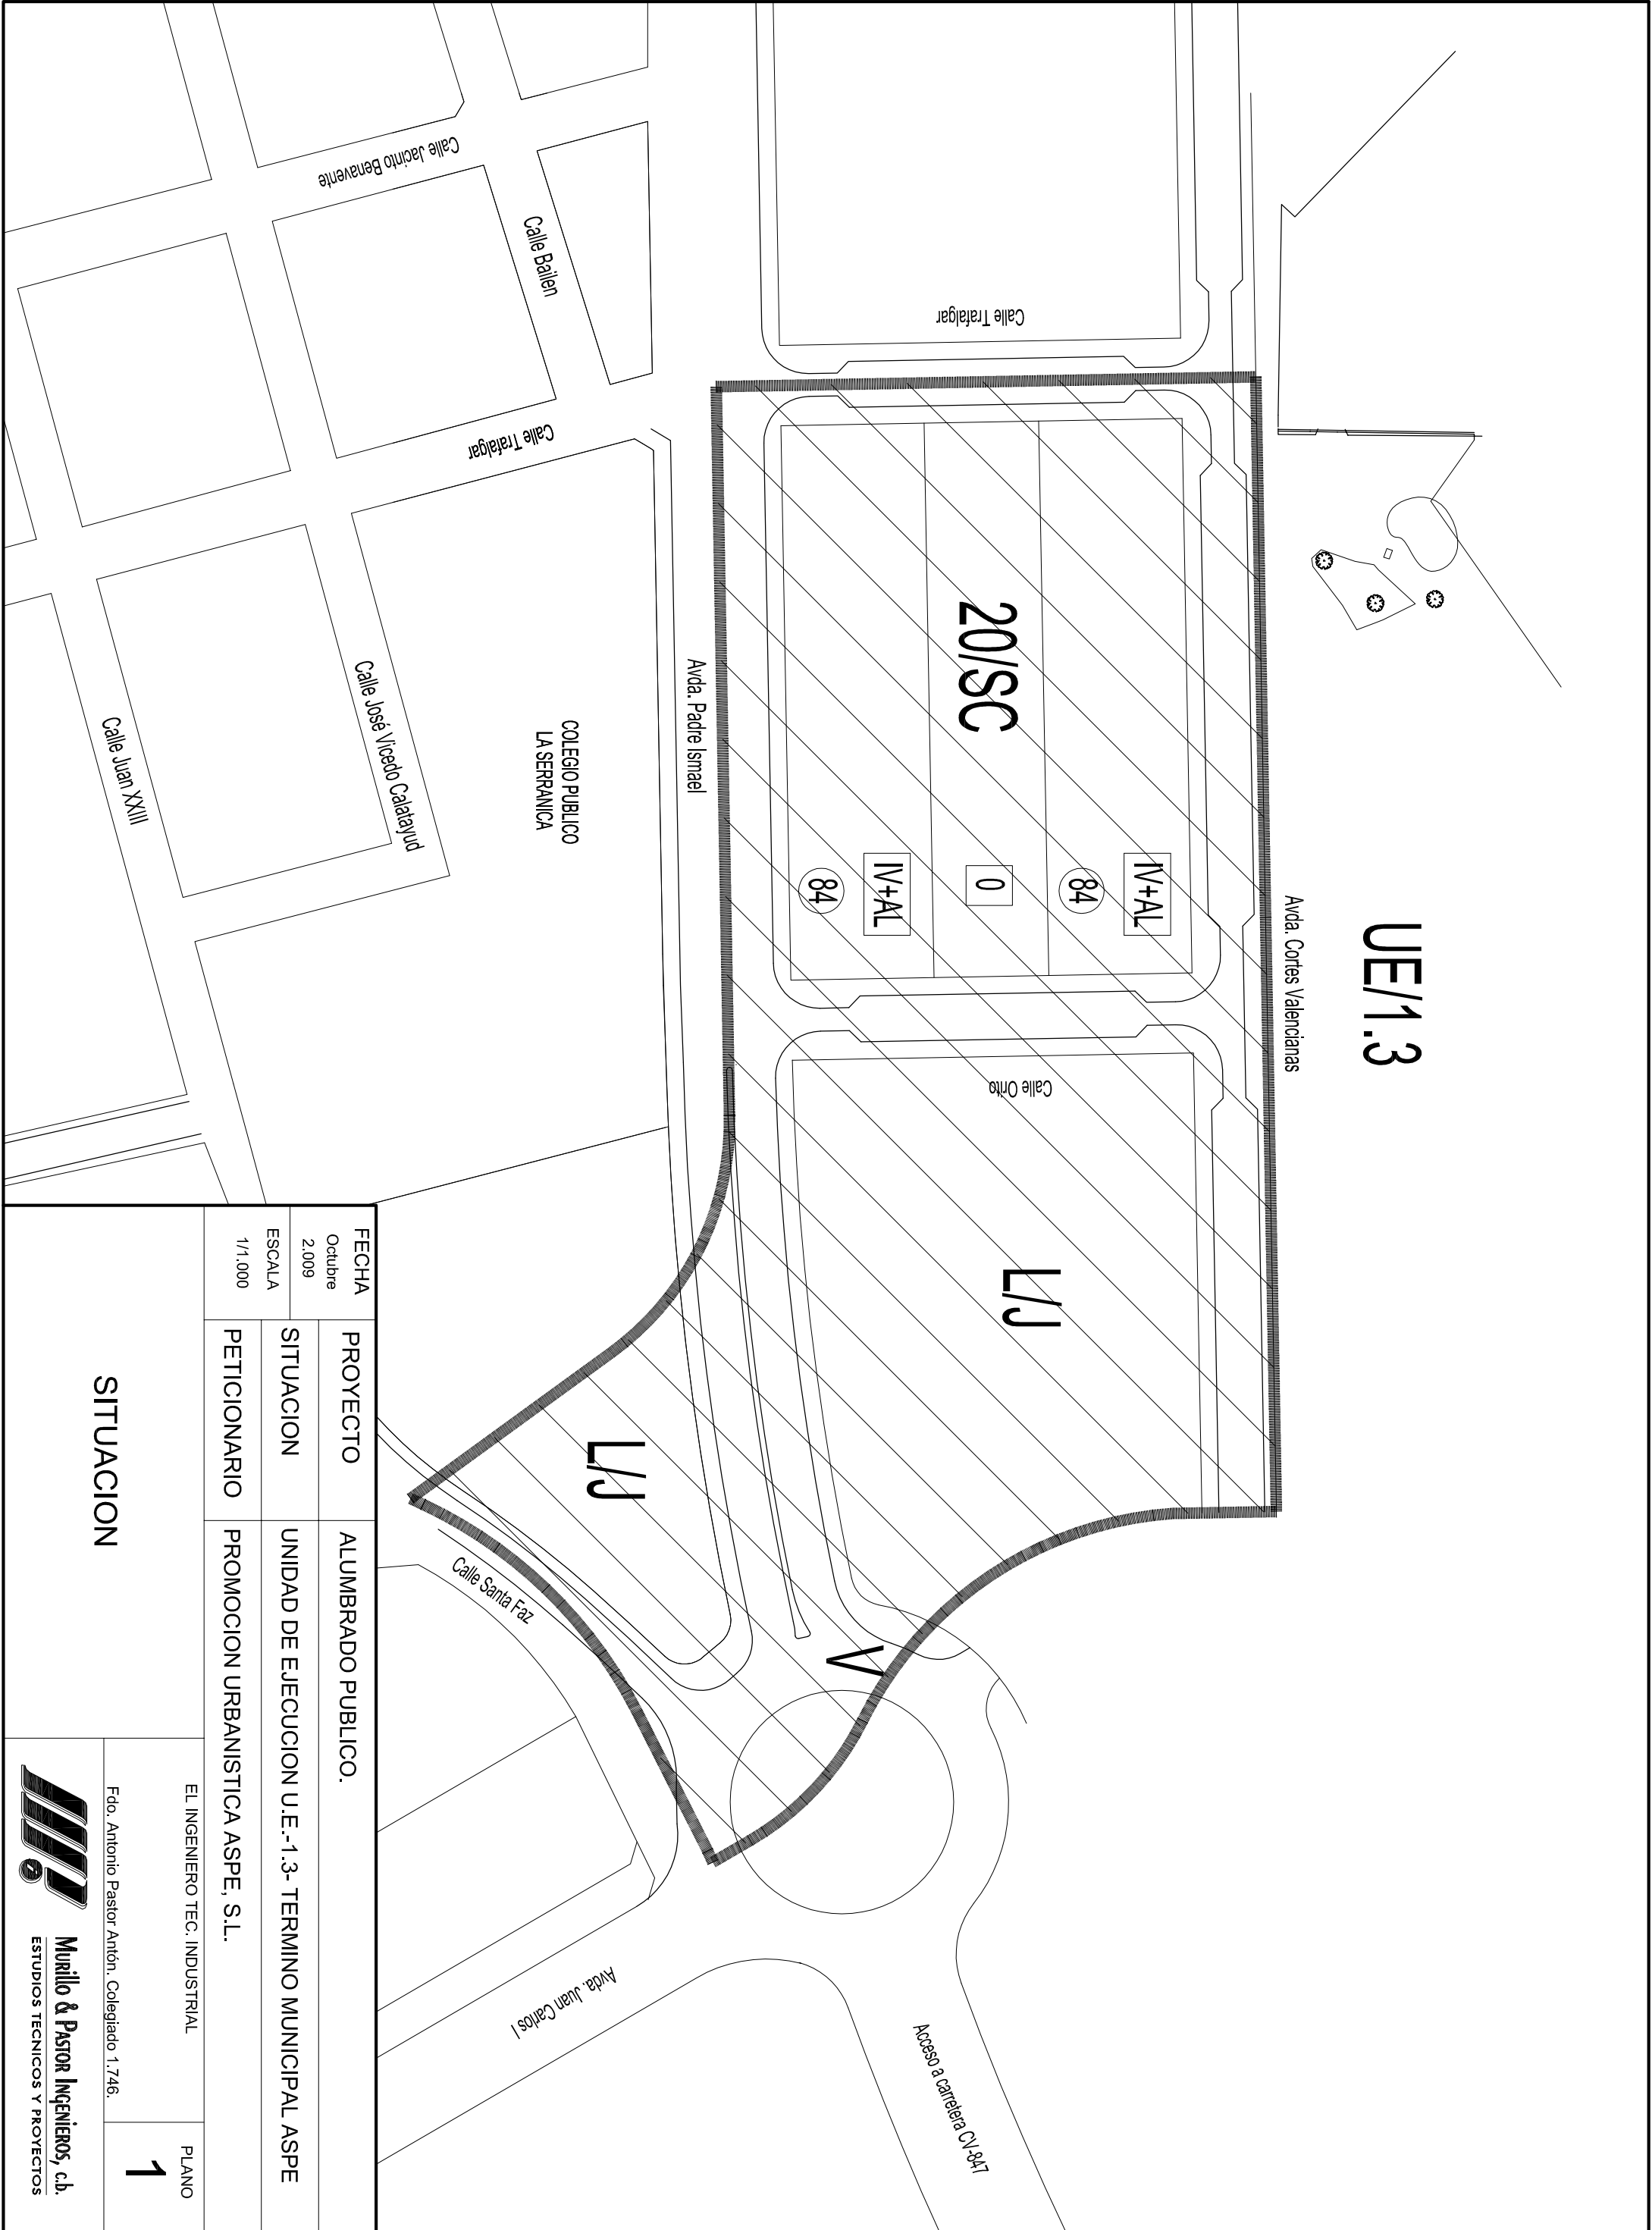 UE/1.3
Avda. Cortes Valencianas
Calle Trafalgar
20/SC
IV+AL
84
0
IV+AL
84
Calle Orito
L/J
L/J
V
Avda. Padre Ismael
COLEGIO PUBLICO
LA SERRANICA
Calle Bailen
Calle Jacinto Benavente
Calle Trafalgar
Calle José Vicedo Calatayud
Calle Juan XXIII
Calle Santa Faz
Avda. Juan Carlos I
Acceso a carretera CV-847
FECHA
Octubre
2.009
ESCALA
1/1.000
PROYECTO
ALUMBRADO PUBLICO.
SITUACION
UNIDAD DE EJECUCION U.E.-1.3- TERMINO MUNICIPAL ASPE
PETICIONARIO
PROMOCION URBANISTICA ASPE, S.L.
SITUACION
EL INGENIERO TEC. INDUSTRIAL
Fdo. Antonio Pastor Antón. Colegiado 1.746.
PLANO
1
Murillo & Pastor Ingenieros, c.b.
ESTUDIOS TECNICOS Y PROYECTOS